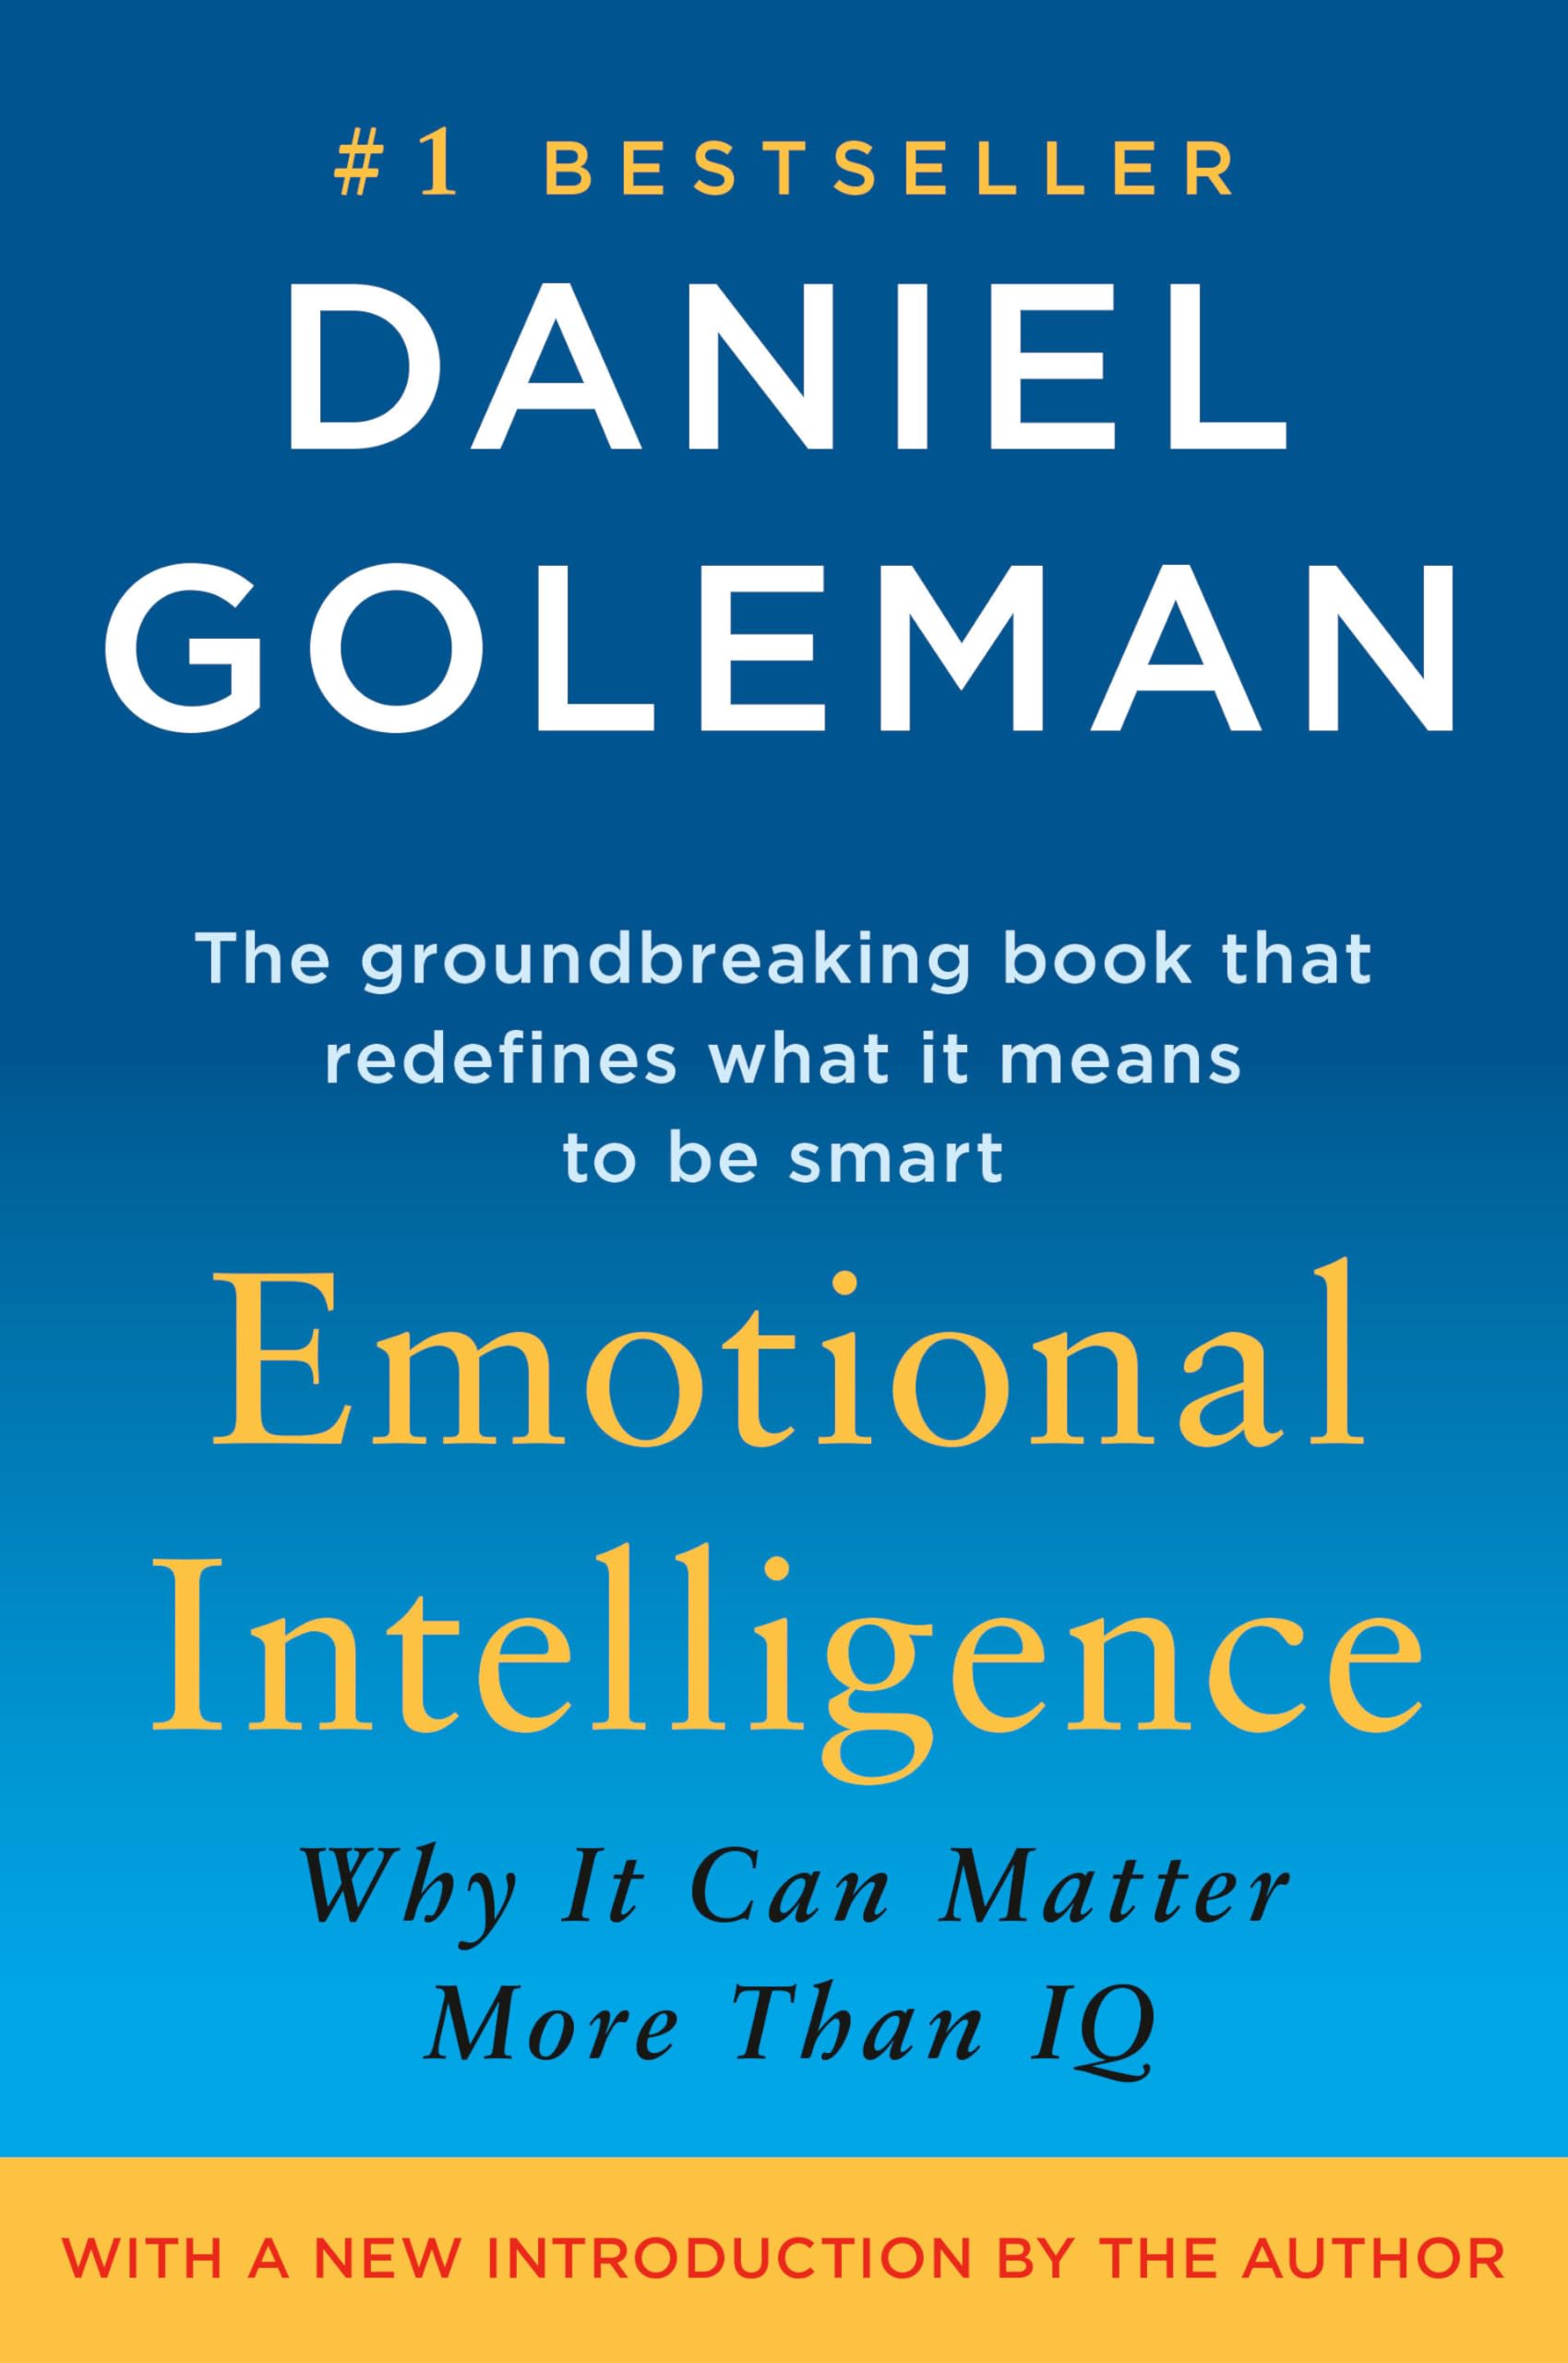 #1 BESTSELLER
DANIEL
GOLEMAN
The groundbreaking book that
redefines what it means
to be smart
Emotional
Intelligence
Why It Can Matter
More Than IQ
WITH A NEW INTRODUCTION BY THE AUTHOR